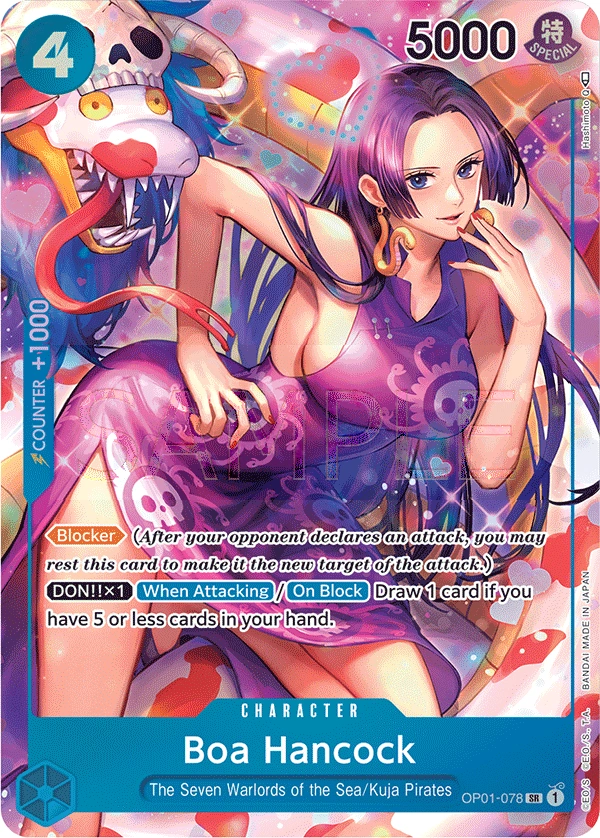 4
5000
特
SPECIAL
Hashimoto Q
COUNTER +1000
SAMPLE
Blocker (After your opponent declares an attack, you may
rest this card to make it the new target of the attack.)
DON!!×1 When Attacking / On Block Draw 1 card if you
have 5 or less cards in your hand.
BANDAI MADE IN JAPAN
©E.O/S. ©E.O./S., T.A.
CHARACTER
Boa Hancock
The Seven Warlords of the Sea/Kuja Pirates
OP01-078 SR 1